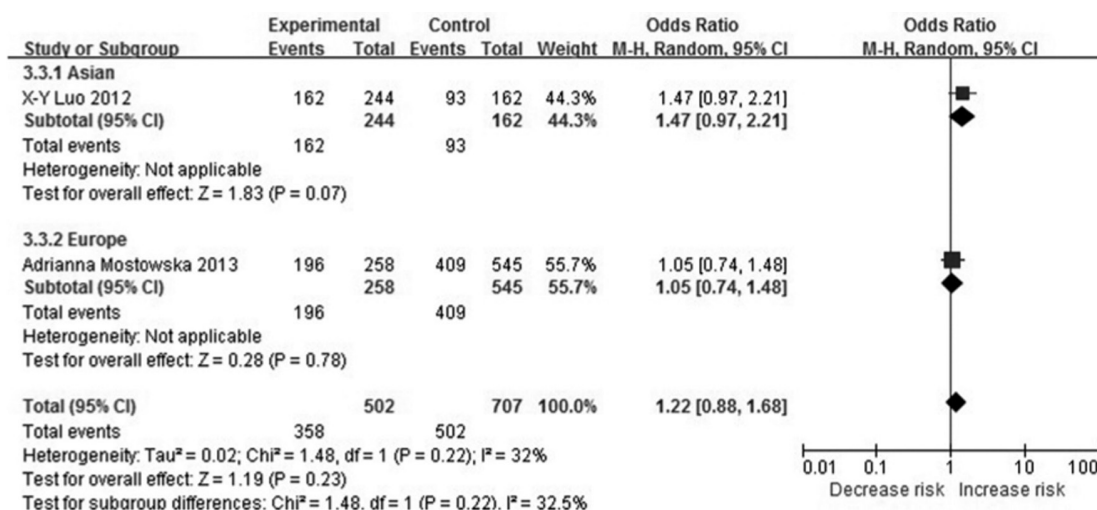 Experimental Control Odds Ratio Odds Ratio
Study or Subgroup Events Total Events Total Weight M-H, Random, 95% CI M-H, Random, 95% CI
3.3.1 Asian
X-Y Luo 2012 162 244 93 162 44.3% 1.47 [0.97, 2.21]
Subtotal (95% CI) 244 162 44.3% 1.47 [0.97, 2.21]
Total events 162 93
Heterogeneity: Not applicable
Test for overall effect: Z = 1.83 (P = 0.07)
3.3.2 Europe
Adrianna Mostowska 2013 196 258 409 545 55.7% 1.05 [0.74, 1.48]
Subtotal (95% CI) 258 545 55.7% 1.05 [0.74, 1.48]
Total events 196 409
Heterogeneity: Not applicable
Test for overall effect: Z = 0.28 (P = 0.78)
Total (95% CI) 502 707 100.0% 1.22 [0.88, 1.68]
Total events 358 502
Heterogeneity: Tau² = 0.02; Chi² = 1.48, df = 1 (P = 0.22); I² = 32%
Test for overall effect: Z = 1.19 (P = 0.23)
Test for subgroup differences: Chi² = 1.48, df = 1 (P = 0.22), I² = 32.5%
0.01 0.1 1 10 100
Decrease risk Increase risk